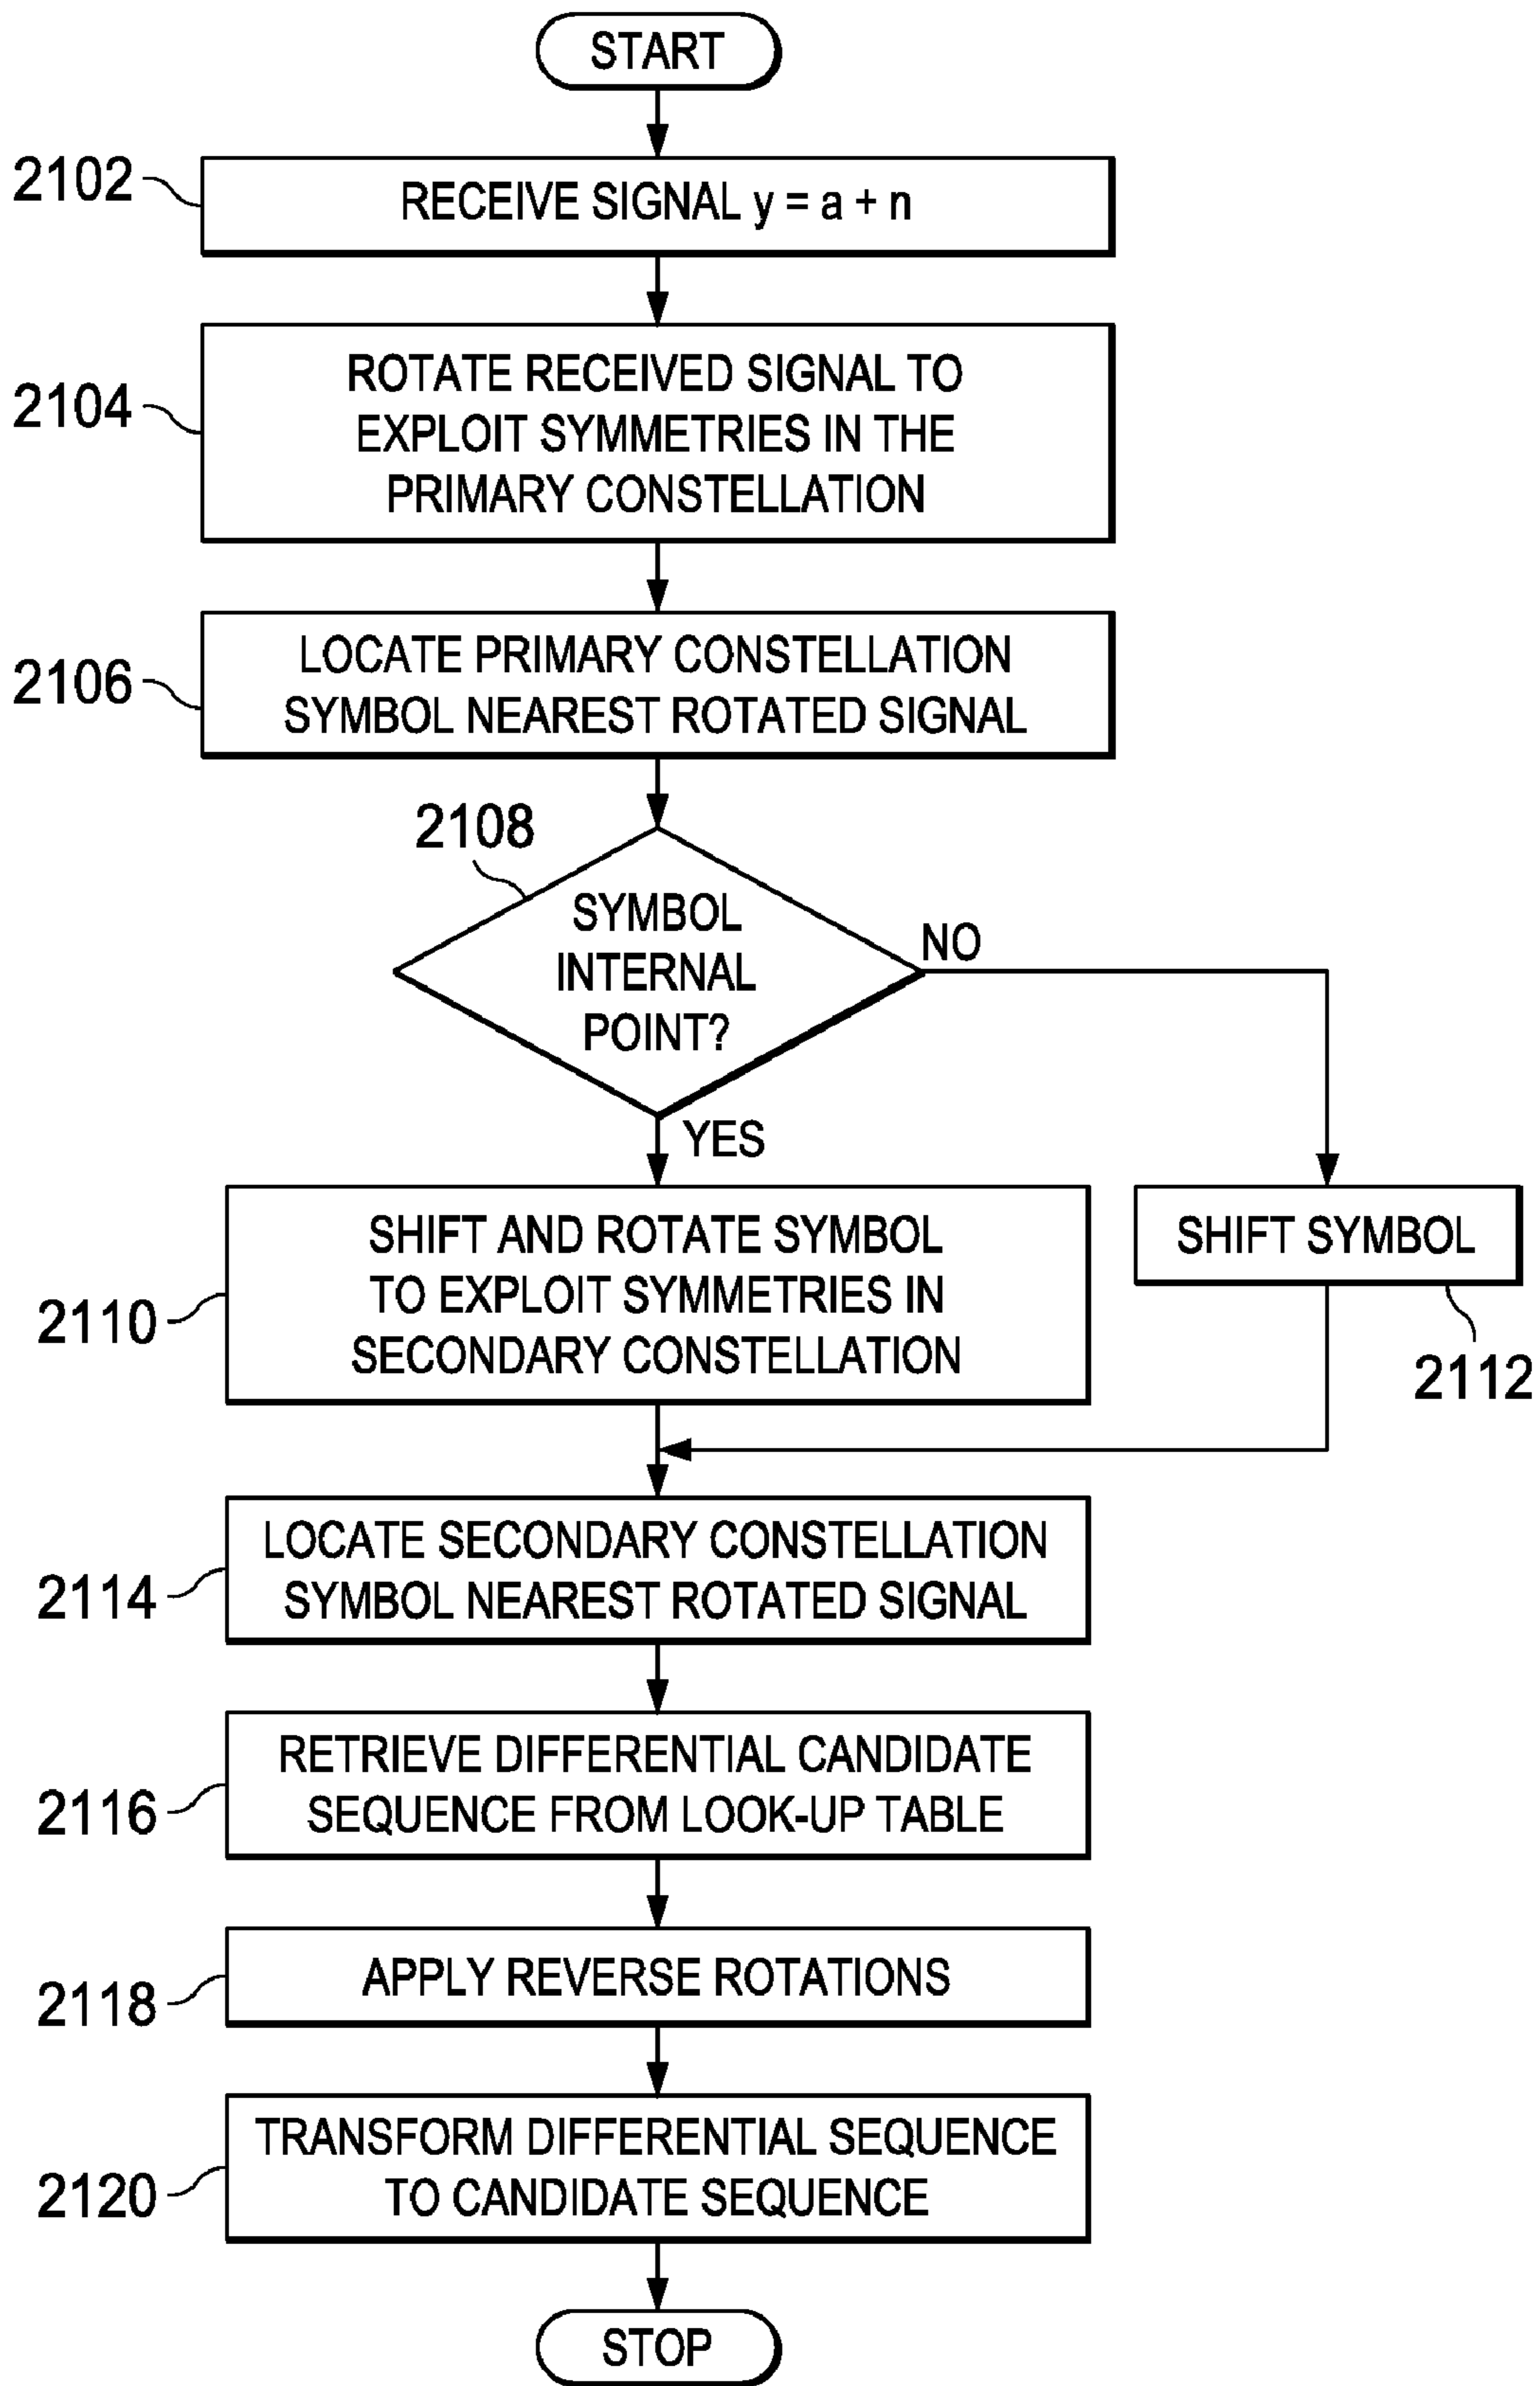 START
2102
RECEIVE SIGNAL y = a + n
2104
ROTATE RECEIVED SIGNAL TO
EXPLOIT SYMMETRIES IN THE
PRIMARY CONSTELLATION
2106
LOCATE PRIMARY CONSTELLATION
SYMBOL NEAREST ROTATED SIGNAL
2108
SYMBOL
INTERNAL
POINT?
NO
YES
2110
SHIFT AND ROTATE SYMBOL
TO EXPLOIT SYMMETRIES IN
SECONDARY CONSTELLATION
SHIFT SYMBOL
2112
2114
LOCATE SECONDARY CONSTELLATION
SYMBOL NEAREST ROTATED SIGNAL
2116
RETRIEVE DIFFERENTIAL CANDIDATE
SEQUENCE FROM LOOK-UP TABLE
2118
APPLY REVERSE ROTATIONS
2120
TRANSFORM DIFFERENTIAL SEQUENCE
TO CANDIDATE SEQUENCE
STOP